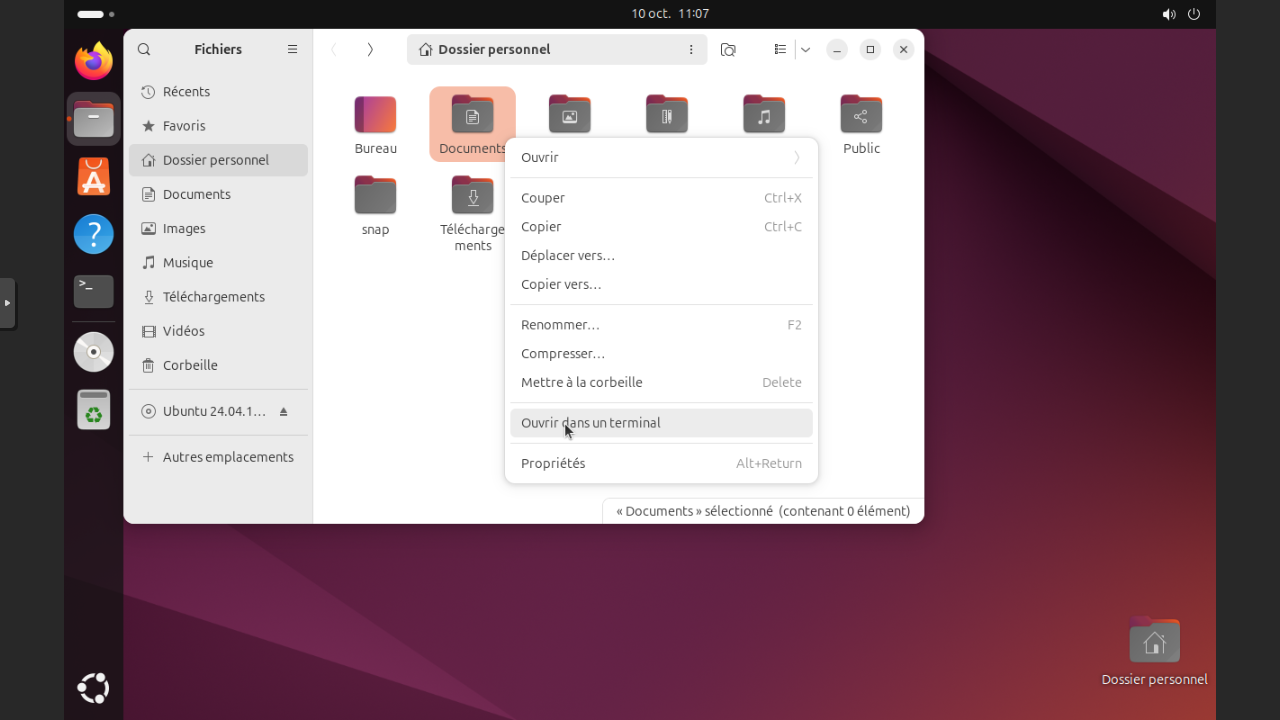 10 oct. 11:07
Fichiers
Dossier personnel
Récents
Favoris
Dossier personnel
Documents
Images
Musique
Téléchargements
Vidéos
Corbeille
Ubuntu 24.04.1…
Autres emplacements
Bureau
Documents
Public
snap
Télécharge
ments
Ouvrir
Couper Ctrl+X
Copier Ctrl+C
Déplacer vers…
Copier vers…
Renommer… F2
Compresser…
Mettre à la corbeille Delete
Ouvrir dans un terminal
Propriétés Alt+Return
« Documents » sélectionné (contenant 0 élément)
Dossier personnel